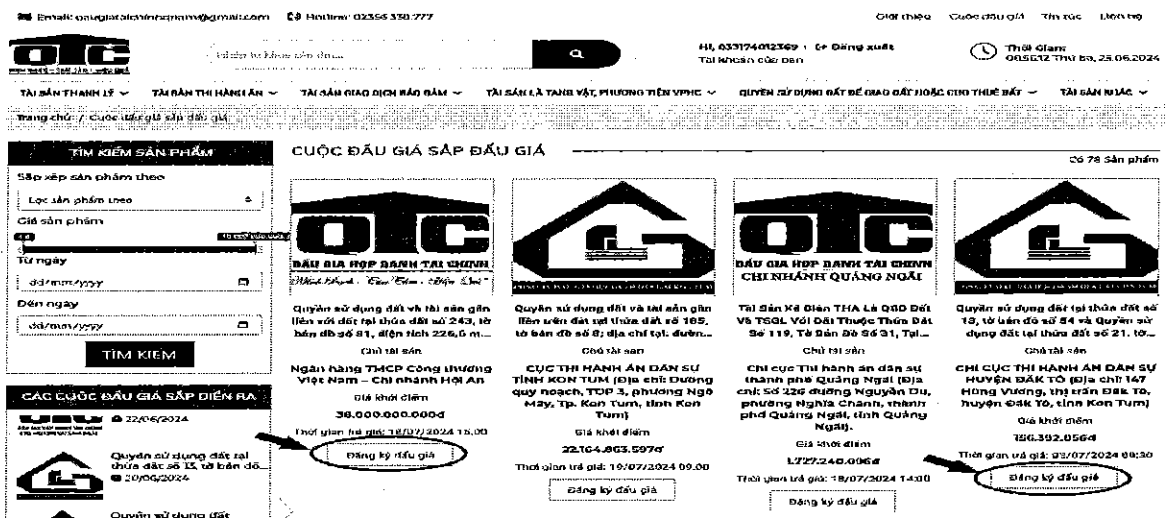 Hotline: 02355 330 777
Giới thiệu Cuộc đấu giá Tin tức Liên hệ
OTC
Hi, 033174012369 Đăng xuất
Tài khoản của bạn
Thời Gian:
Thứ ba, 25.06.2024
TÀI SẢN THANH LÝ
TÀI SẢN THI HÀNH ÁN
TÀI SẢN GIAO DỊCH BẢO ĐẢM
TÀI SẢN LÀ TANG VẬT, PHƯƠNG TIỆN VPHC
QUYỀN SỬ DỤNG ĐẤT ĐỂ GIAO ĐẤT HOẶC CHO THUÊ ĐẤT
TÀI SẢN KHÁC
Trang chủ / Cuộc đấu giá sắp đấu giá
TÌM KIẾM SẢN PHẨM
Sắp xếp sản phẩm theo
Lọc sản phẩm theo
Giá sản phẩm
Từ ngày
dd/mm/yyyy
Đến ngày
dd/mm/yyyy
TÌM KIẾM
CÁC CUỘC ĐẤU GIÁ SẮP DIỄN RA
22/06/2024
Quyền sử dụng đất tại
thửa đất số 13, tờ bản đồ...
20/06/2024
Quyền sử dụng đất
CUỘC ĐẤU GIÁ SẮP ĐẤU GIÁ
Có 78 sản phẩm
OTC
ĐẤU GIÁ HỢP DANH TÀI CHÍNH
Quyền sử dụng đất và tài sản gắn
liền với đất tại thửa đất số 243, tờ
bản đồ số 81, diện tích 226,6 m...
Chủ tài sản
Ngân hàng TMCP Công thương
Việt Nam – Chi nhánh Hội An
Giá khởi điểm
38.000.000.000đ
Thời gian trả giá: 18/07/2024 15:00
Đăng ký đấu giá
Quyền sử dụng đất và tài sản gắn
liền trên đất tại thửa đất số 185,
tờ bản đồ số 8; địa chỉ tại: đườn...
Chủ tài sản
CỤC THI HÀNH ÁN DÂN SỰ
TỈNH KON TUM (Địa chỉ: Đường
quy hoạch, TDP 3, phường Ngô
Mây, Tp. Kon Tum, tỉnh Kon
Tum)
Giá khởi điểm
22.164.863.597đ
Thời gian trả giá: 19/07/2024 09:00
Đăng ký đấu giá
OTC
ĐẤU GIÁ HỢP DANH TÀI CHÍNH
CHI NHÁNH QUẢNG NGÃI
Tài Sản Kê Biên THA Là QSD Đất
Và TSGL Với Đất Thuộc Thửa Đất
Số 119, Tờ Bản Đồ Số 31, Tại...
Chủ tài sản
Chi cục Thi hành án dân sự
thành phố Quảng Ngãi (Địa
chỉ: Số 226 đường Nguyễn Du,
phường Nghĩa Chánh, thành
phố Quảng Ngãi, tỉnh Quảng
Ngãi).
Giá khởi điểm
1.727.240.096đ
Thời gian trả giá: 18/07/2024 14:00
Đăng ký đấu giá
Quyền sử dụng đất tại thửa đất số
18, tờ bản đồ số 84 và Quyền sử
dụng đất tại thửa đất số 21, tờ...
Chủ tài sản
CHI CỤC THI HÀNH ÁN DÂN SỰ
HUYỆN ĐĂK TÔ (Địa chỉ: 147
Hùng Vương, thị trấn Đăk Tô,
huyện Đăk Tô, tỉnh Kon Tum)
Giá khởi điểm
Thời gian trả giá:
Đăng ký đấu giá